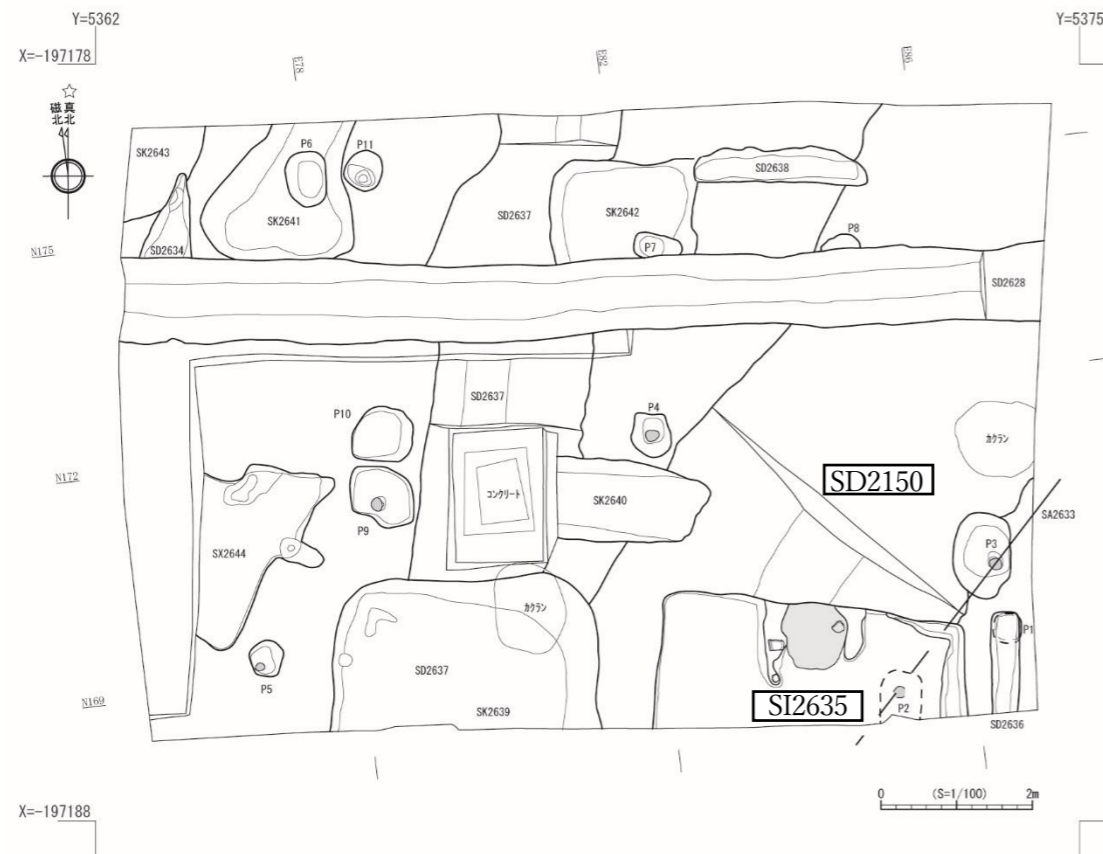 Y=5362
Y=5375
X=-197178
E78
E82
E86
☆
磁北 真北
SK2643
P6
P11
SD2638
SK2641
SD2637
SK2642
P8
P7
SD2634
N175
SD2628
SD2637
P10
P4
カクラン
N172
コンクリート
SD2150
SK2640
P9
SA2633
P3
SX2644
カクラン
P1
SD2637
P5
SI2635
P2
N169
SK2639
SD2636
0 (S=1/100) 2m
X=-197188